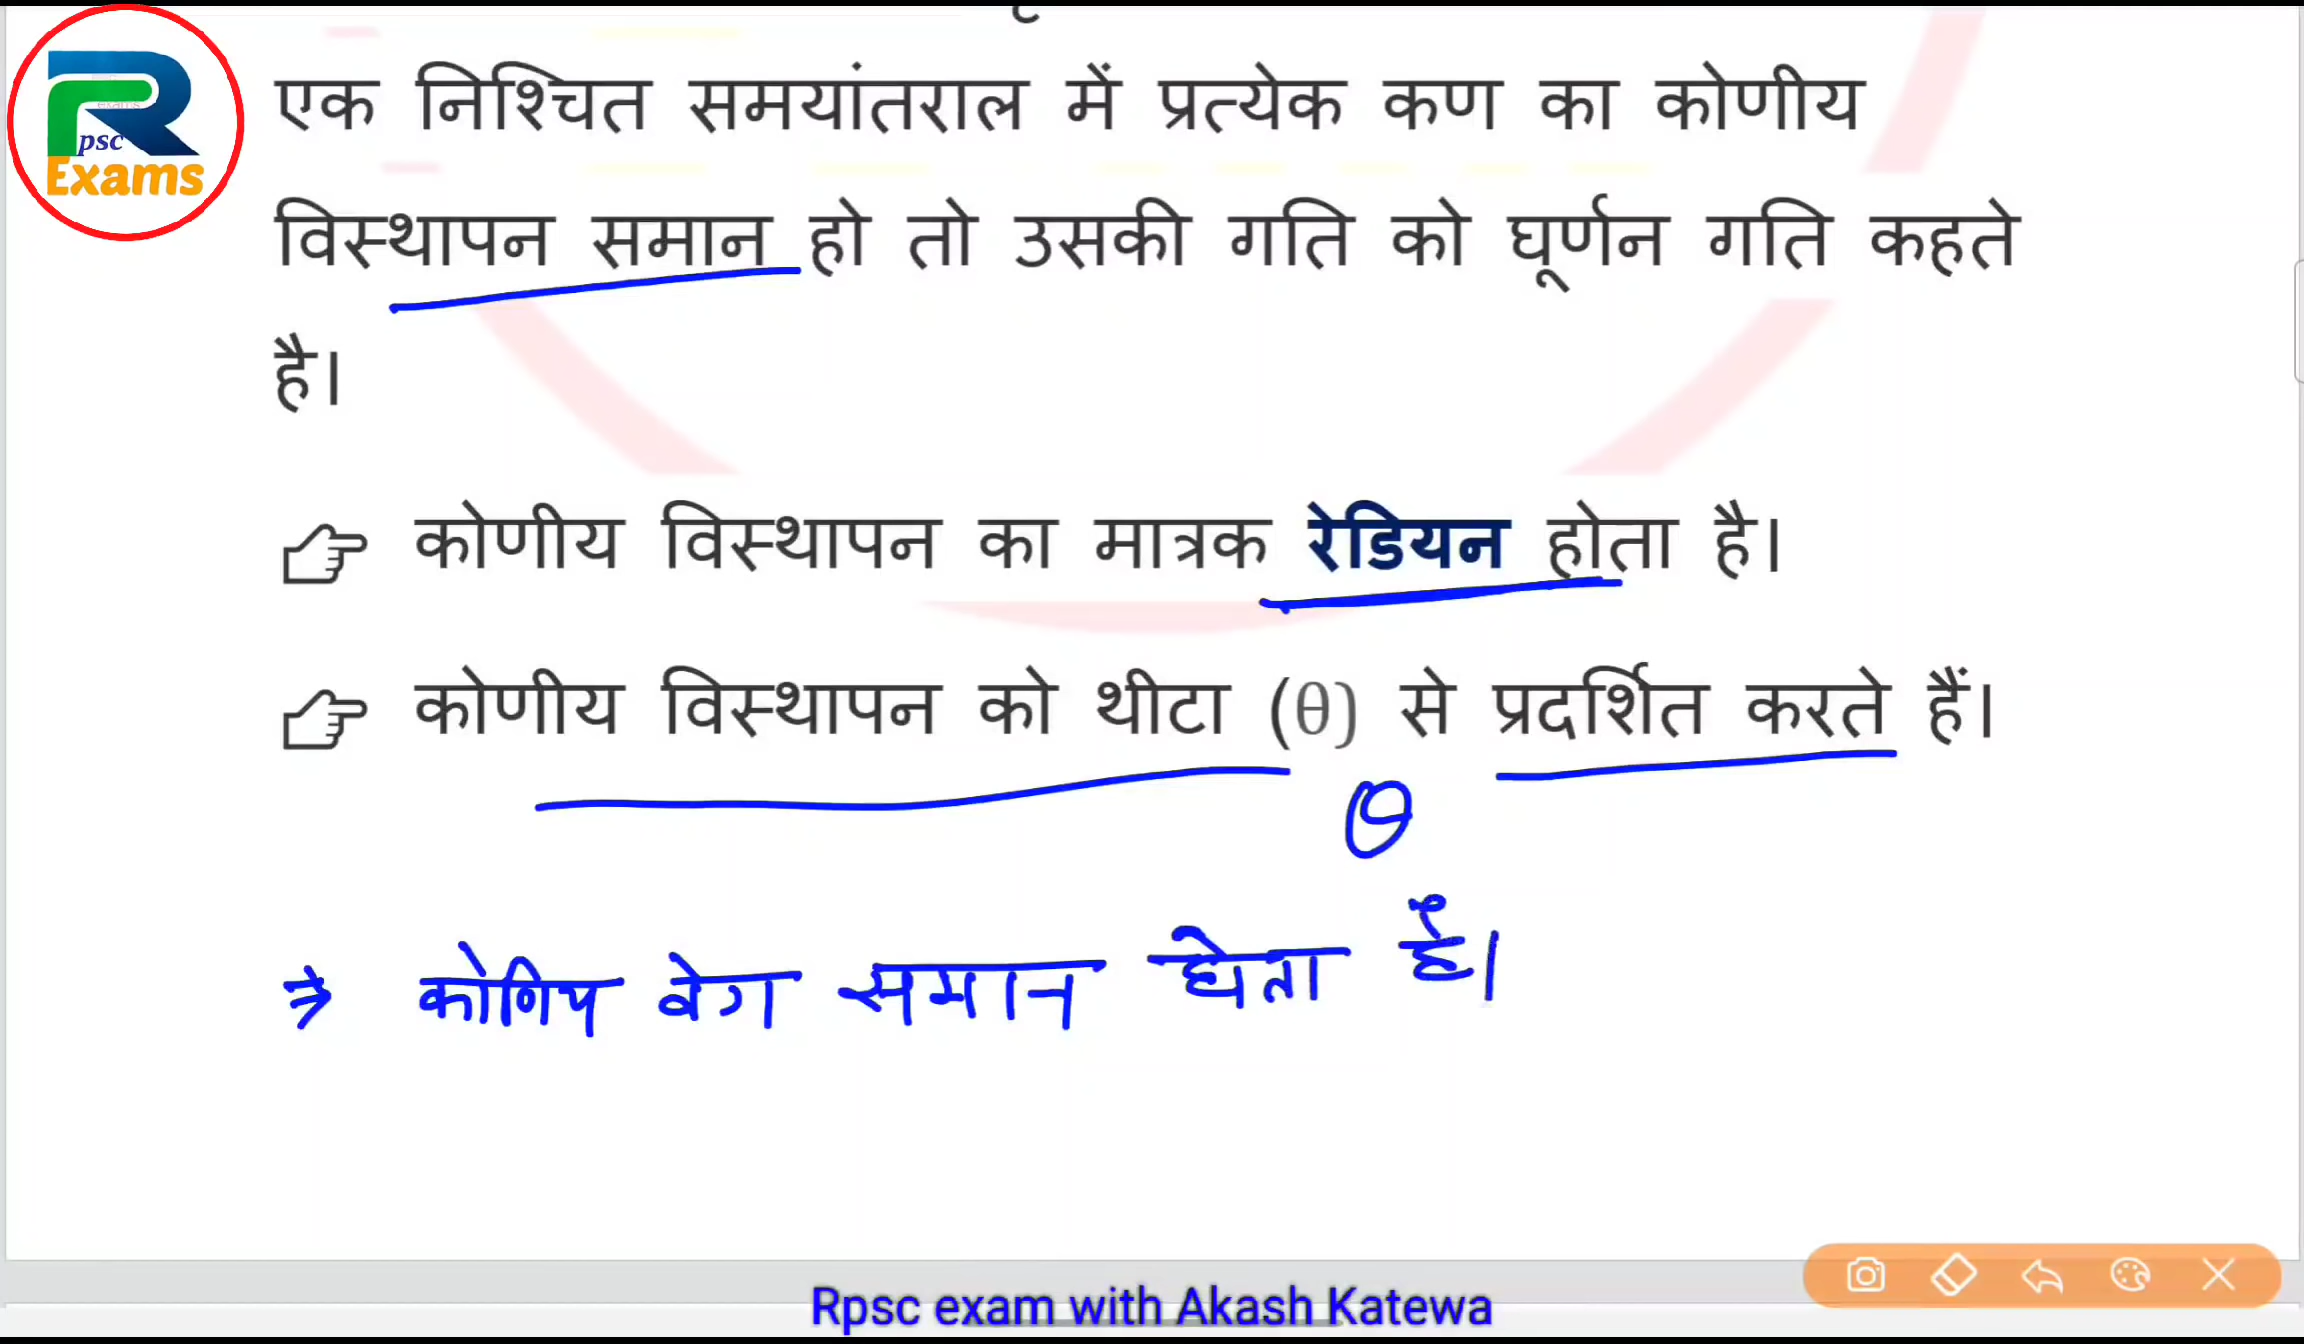 psc
Exams
एक निश्चित समयांतराल में प्रत्येक कण का कोणीय
विस्थापन समान हो तो उसकी गति को घूर्णन गति कहते
है।
कोणीय विस्थापन का मात्रक रेडियन होता है।
कोणीय विस्थापन को थीटा (θ) से प्रदर्शित करते हैं।
θ
→ कोणिय वेग समान होता है।
Rpsc exam with Akash Katewa